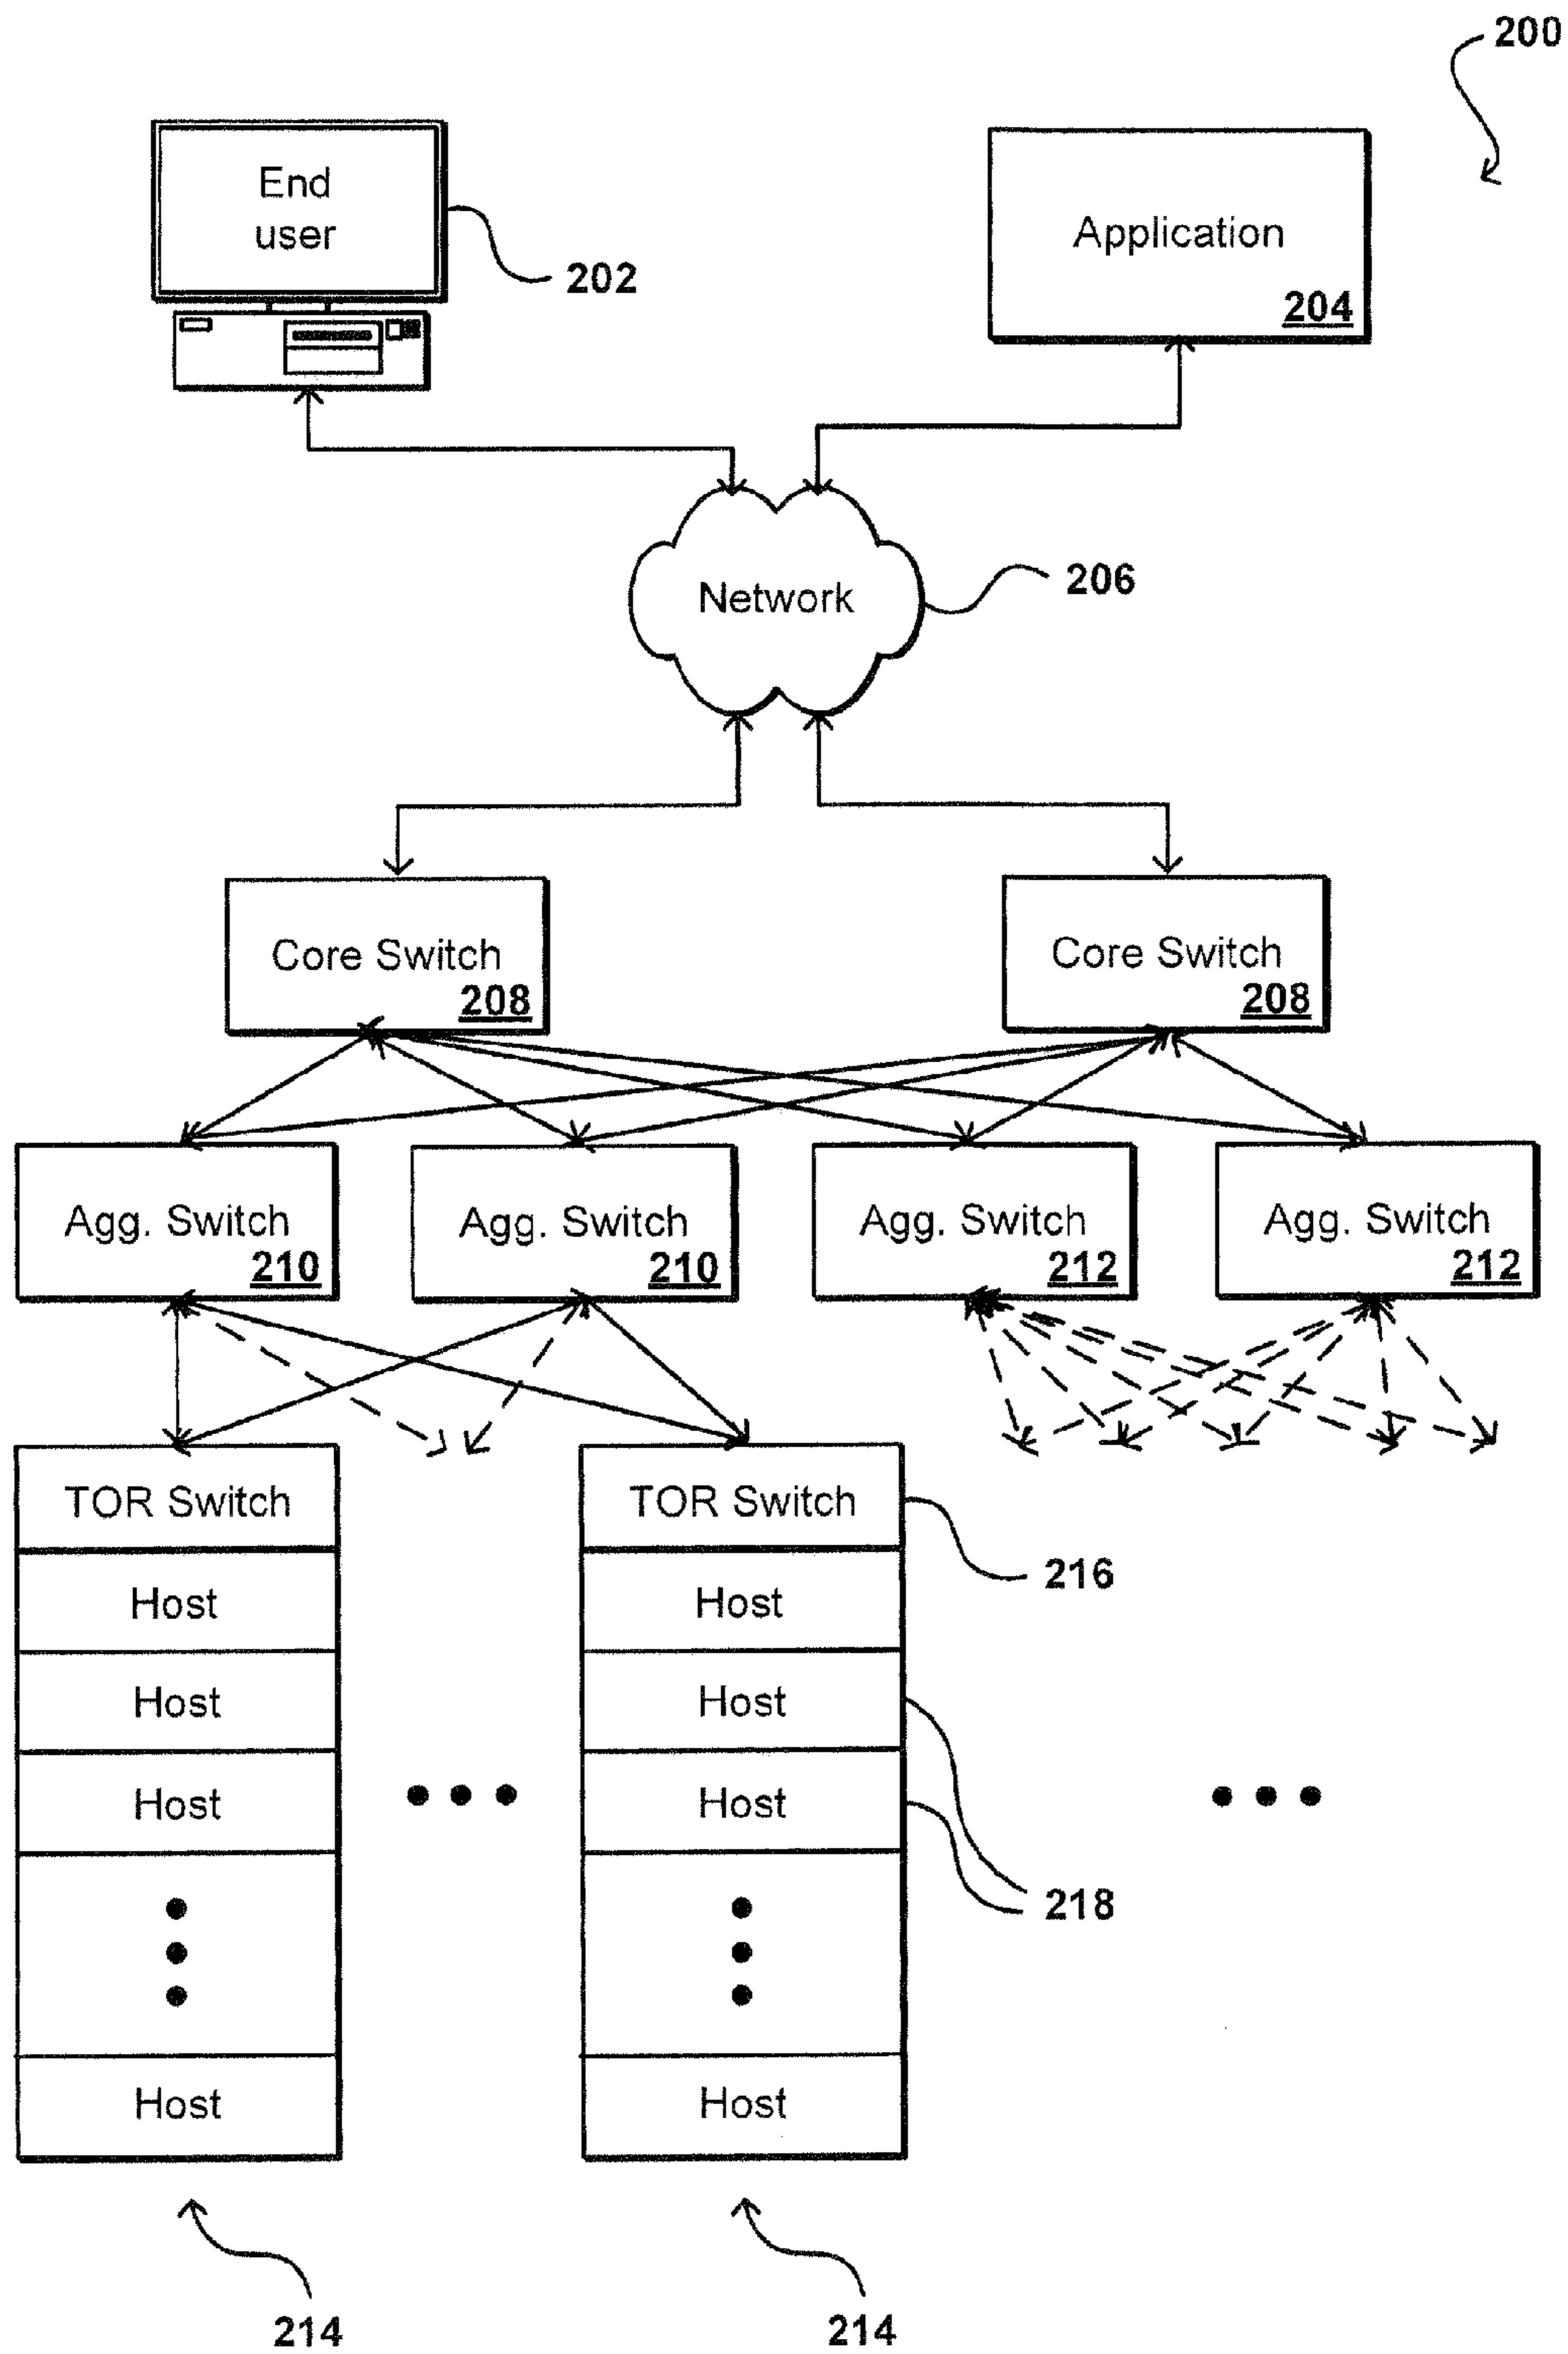 200
End
user
202
Application
204
Network
206
Core Switch
208
Core Switch
208
Agg. Switch
210
Agg. Switch
210
Agg. Switch
212
Agg. Switch
212
TOR Switch
Host
Host
Host
Host
TOR Switch
Host
Host
Host
Host
216
218
214
214